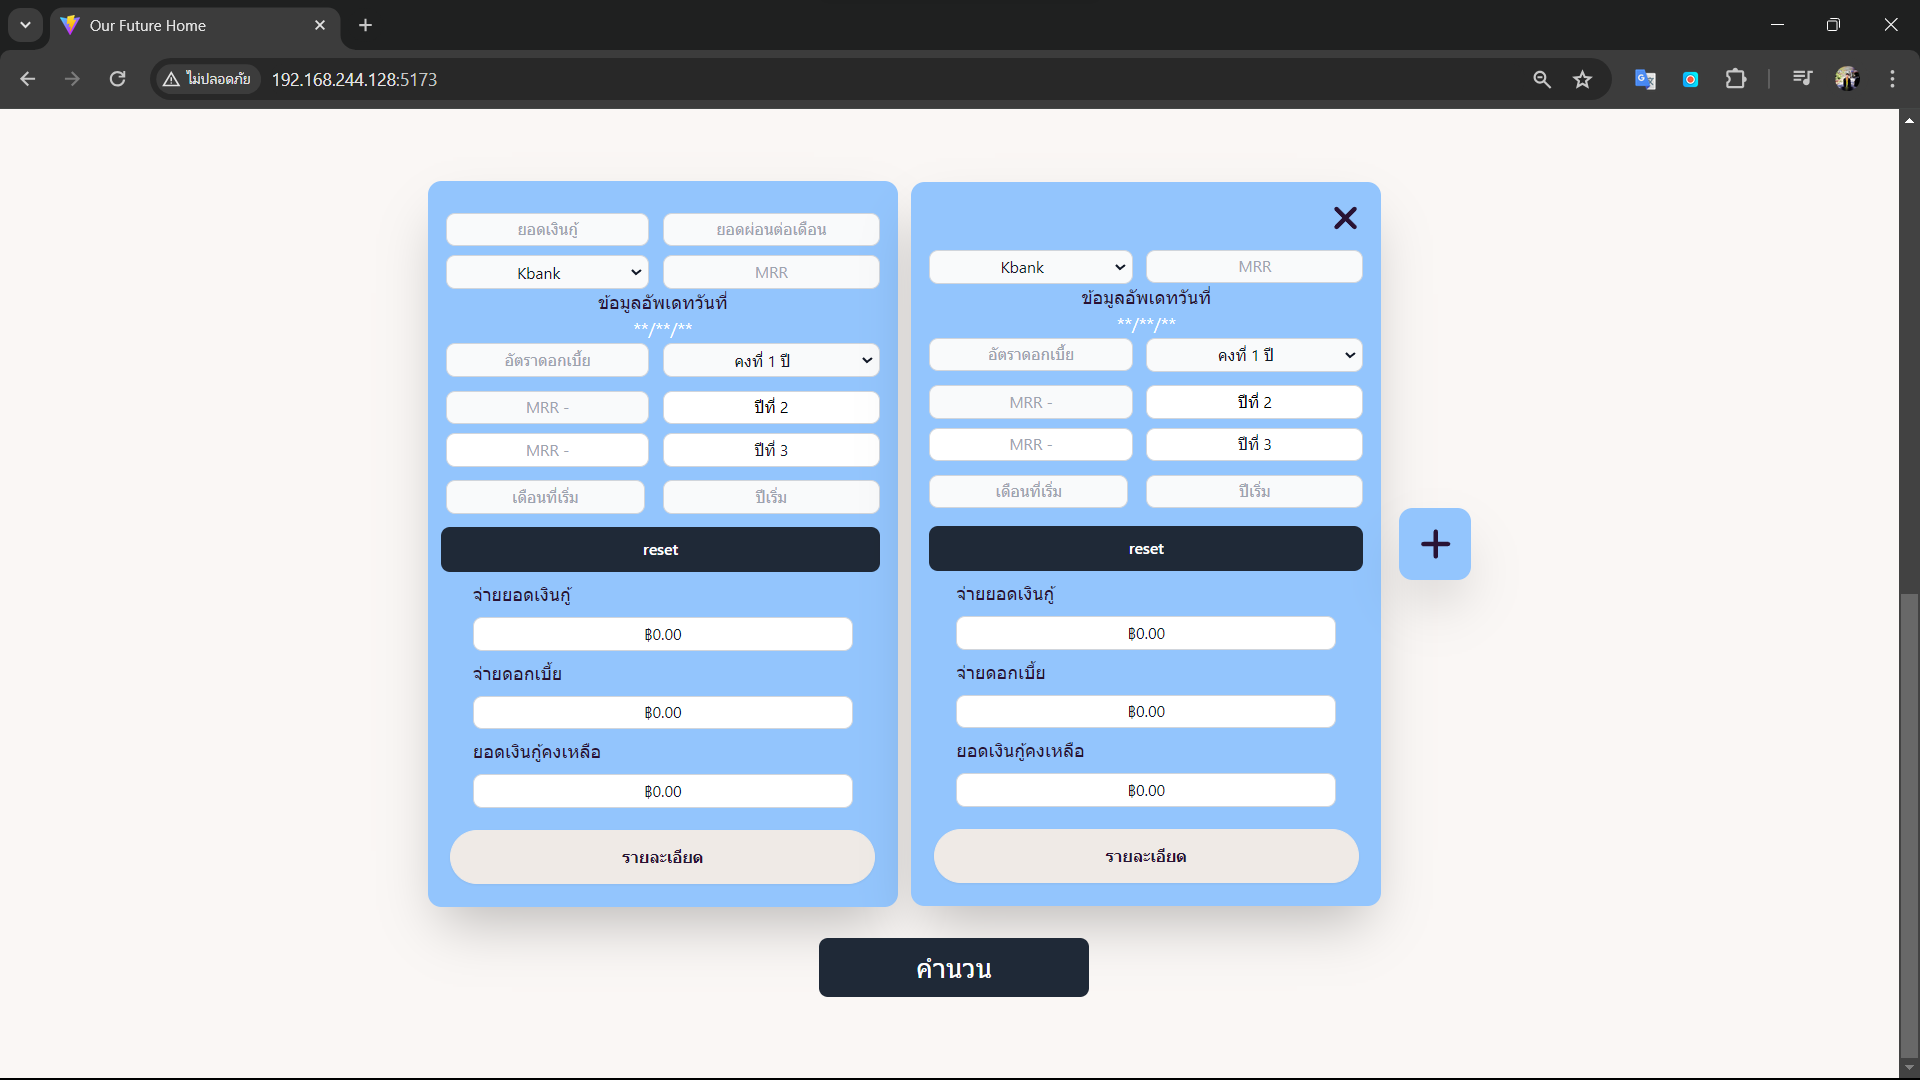 Our Future Home
ไม่ปลอดภัย 192.168.244.128:5173
ยอดเงินกู้ ยอดผ่อนต่อเดือน
Kbank MRR
ข้อมูลอัพเดทวันที่
**/**/**
อัตราดอกเบี้ย คงที่ 1 ปี
MRR - ปีที่ 2
MRR - ปีที่ 3
เดือนที่เริ่ม ปีเริ่ม
reset
จ่ายยอดเงินกู้
฿0.00
จ่ายดอกเบี้ย
฿0.00
ยอดเงินกู้คงเหลือ
฿0.00
รายละเอียด
Kbank MRR
ข้อมูลอัพเดทวันที่
**/**/**
อัตราดอกเบี้ย คงที่ 1 ปี
MRR - ปีที่ 2
MRR - ปีที่ 3
เดือนที่เริ่ม ปีเริ่ม
reset
จ่ายยอดเงินกู้
฿0.00
จ่ายดอกเบี้ย
฿0.00
ยอดเงินกู้คงเหลือ
฿0.00
รายละเอียด
คำนวน